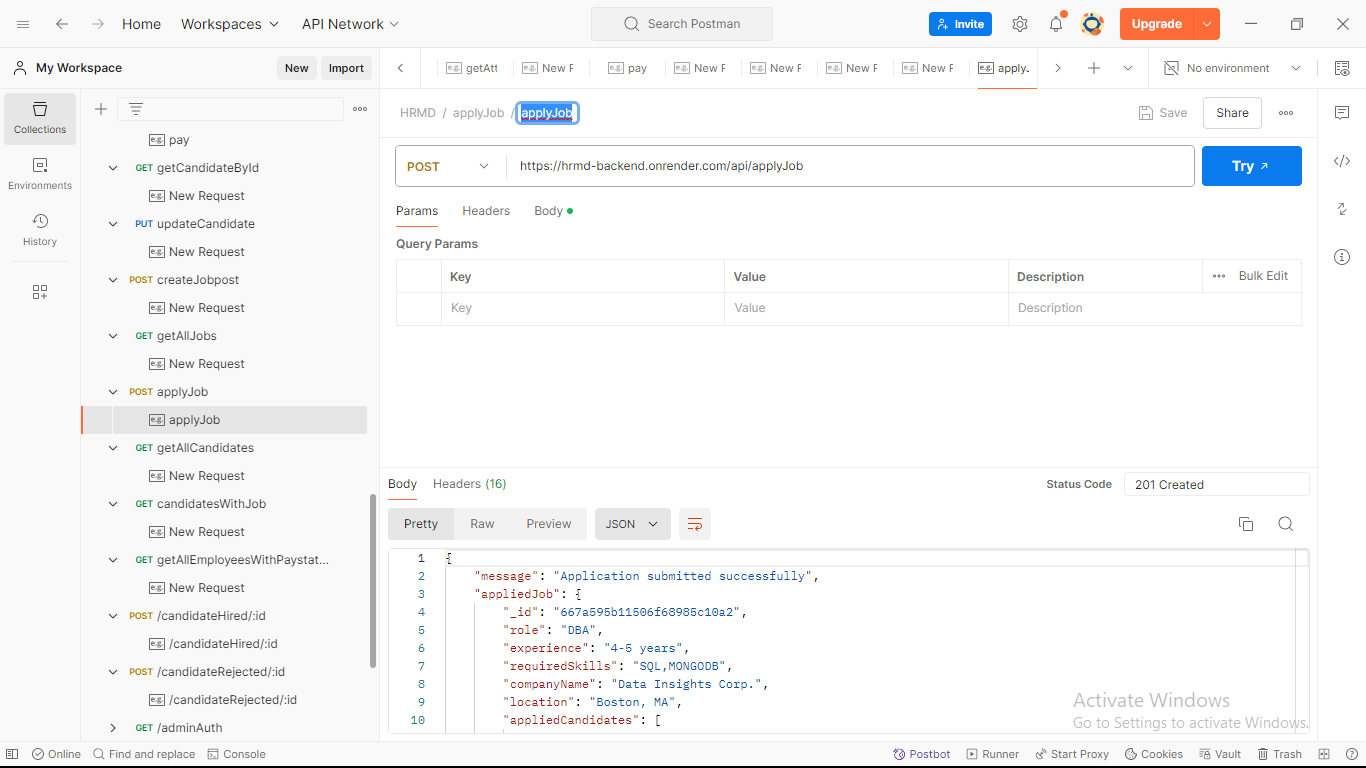 Home Workspaces API Network Search Postman Invite Upgrade
My Workspace New Import getAtt New F pay New F New F New F New F apply. No environment
Collections
Environments
History
pay
GET getCandidateById
e.g. New Request
PUT updateCandidate
e.g. New Request
POST createJobpost
e.g. New Request
GET getAllJobs
e.g. New Request
POST applyJob
e.g. applyJob
GET getAllCandidates
e.g. New Request
GET candidatesWithJob
e.g. New Request
GET getAllEmployeesWithPaystat...
e.g. New Request
POST /candidateHired/:id
e.g. /candidateHired/:id
POST /candidateRejected/:id
e.g. /candidateRejected/:id
GET /adminAuth
HRMD / applyJob / applyJob Save Share
POST https://hrmd-backend.onrender.com/api/applyJob Try
Params Headers Body
Query Params
Key Value Description Bulk Edit
Key Value Description
Body Headers (16) Status Code 201 Created
Pretty Raw Preview JSON
1 {
2 "message": "Application submitted successfully",
3 "appliedJob": {
4 "_id": "667a595b11506f68985c10a2",
5 "role": "DBA",
6 "experience": "4-5 years",
7 "requiredSkills": "SQL,MONGODB",
8 "companyName": "Data Insights Corp.",
9 "location": "Boston, MA",
10 "appliedCandidates": [
Activate Windows
Go to Settings to activate Windows.
Online Find and replace Console Postbot Runner Start Proxy Cookies Vault Trash